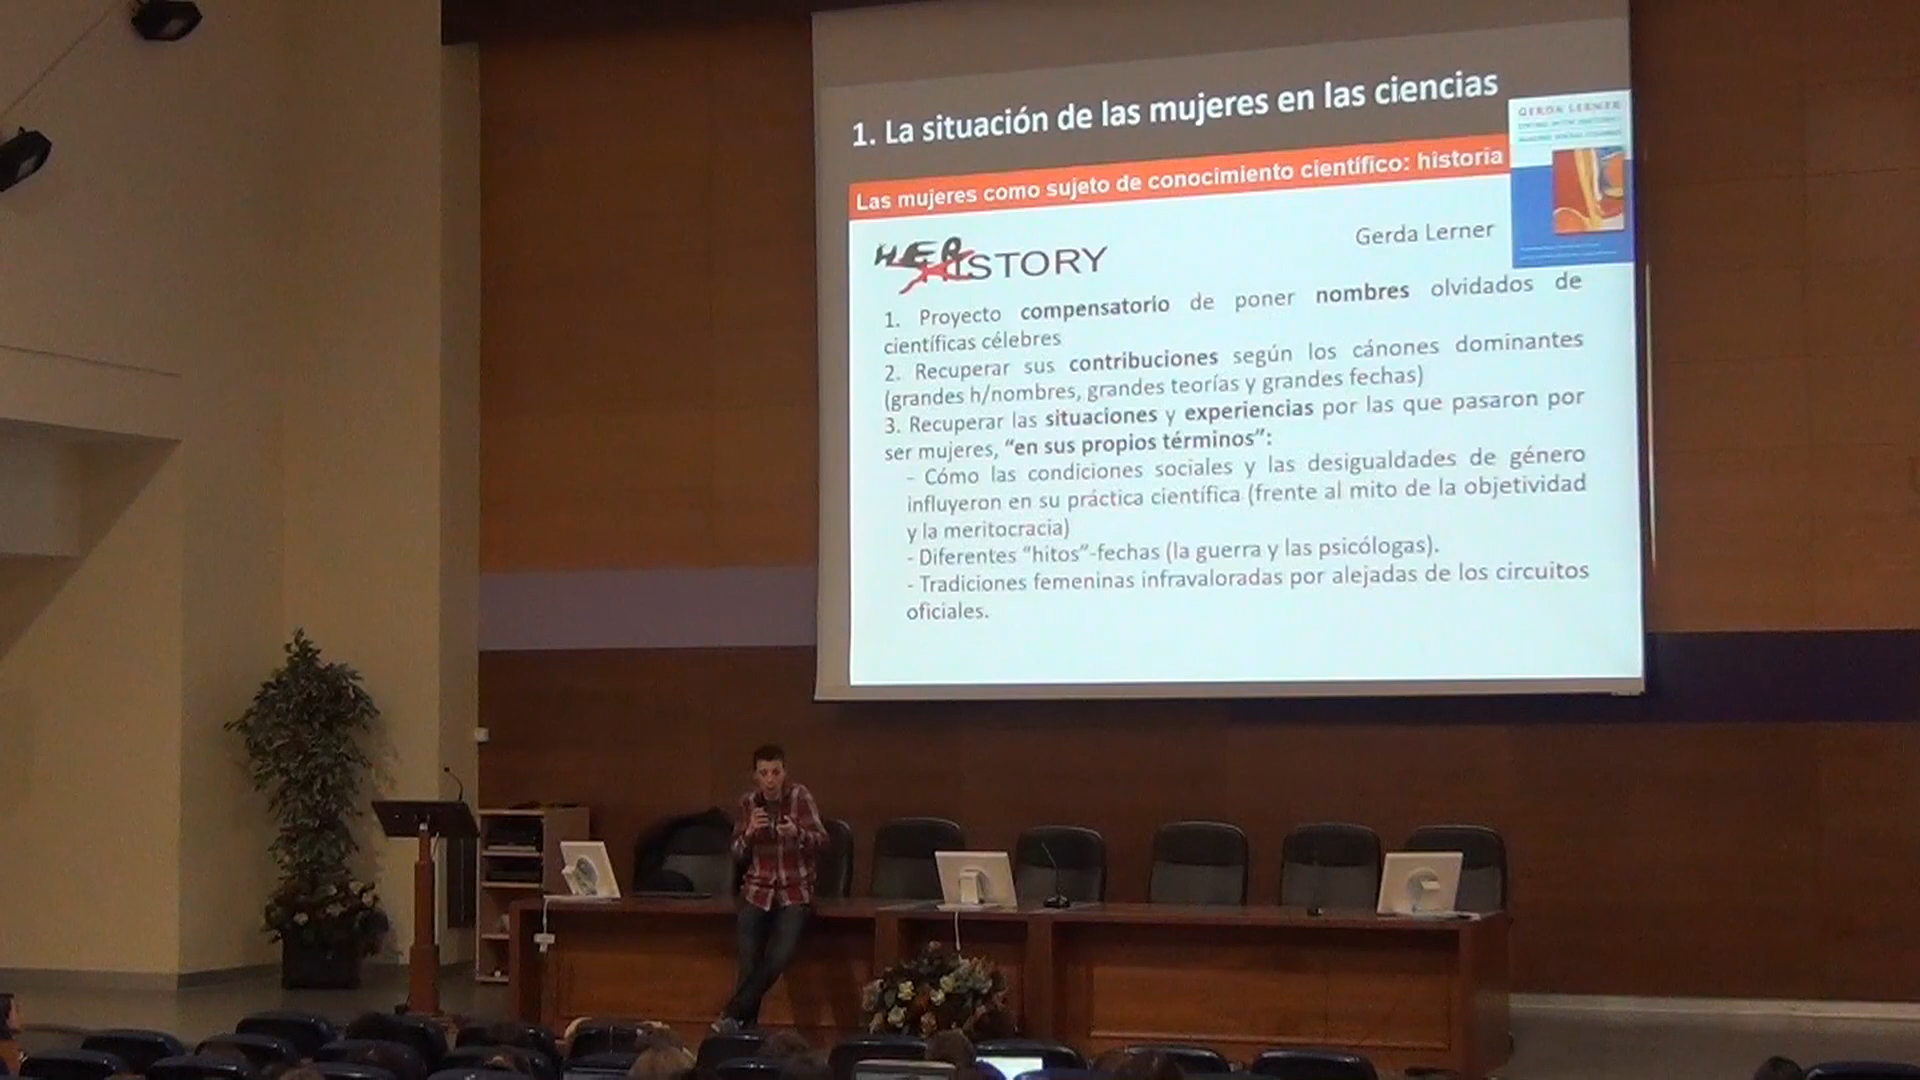 1. La situación de las mujeres en las ciencias
GERDA LERNER
Las mujeres como sujeto de conocimiento científico: historia
HER
HISTORY
Gerda Lerner
1. Proyecto compensatorio de poner nombres olvidados de
científicas célebres
2. Recuperar sus contribuciones según los cánones dominantes
(grandes h/nombres, grandes teorías y grandes fechas)
3. Recuperar las situaciones y experiencias por las que pasaron por
ser mujeres, “en sus propios términos”:
- Cómo las condiciones sociales y las desigualdades de género
influyeron en su práctica científica (frente al mito de la objetividad
y la meritocracia)
- Diferentes “hitos”-fechas (la guerra y las psicólogas).
- Tradiciones femeninas infravaloradas por alejadas de los circuitos
oficiales.